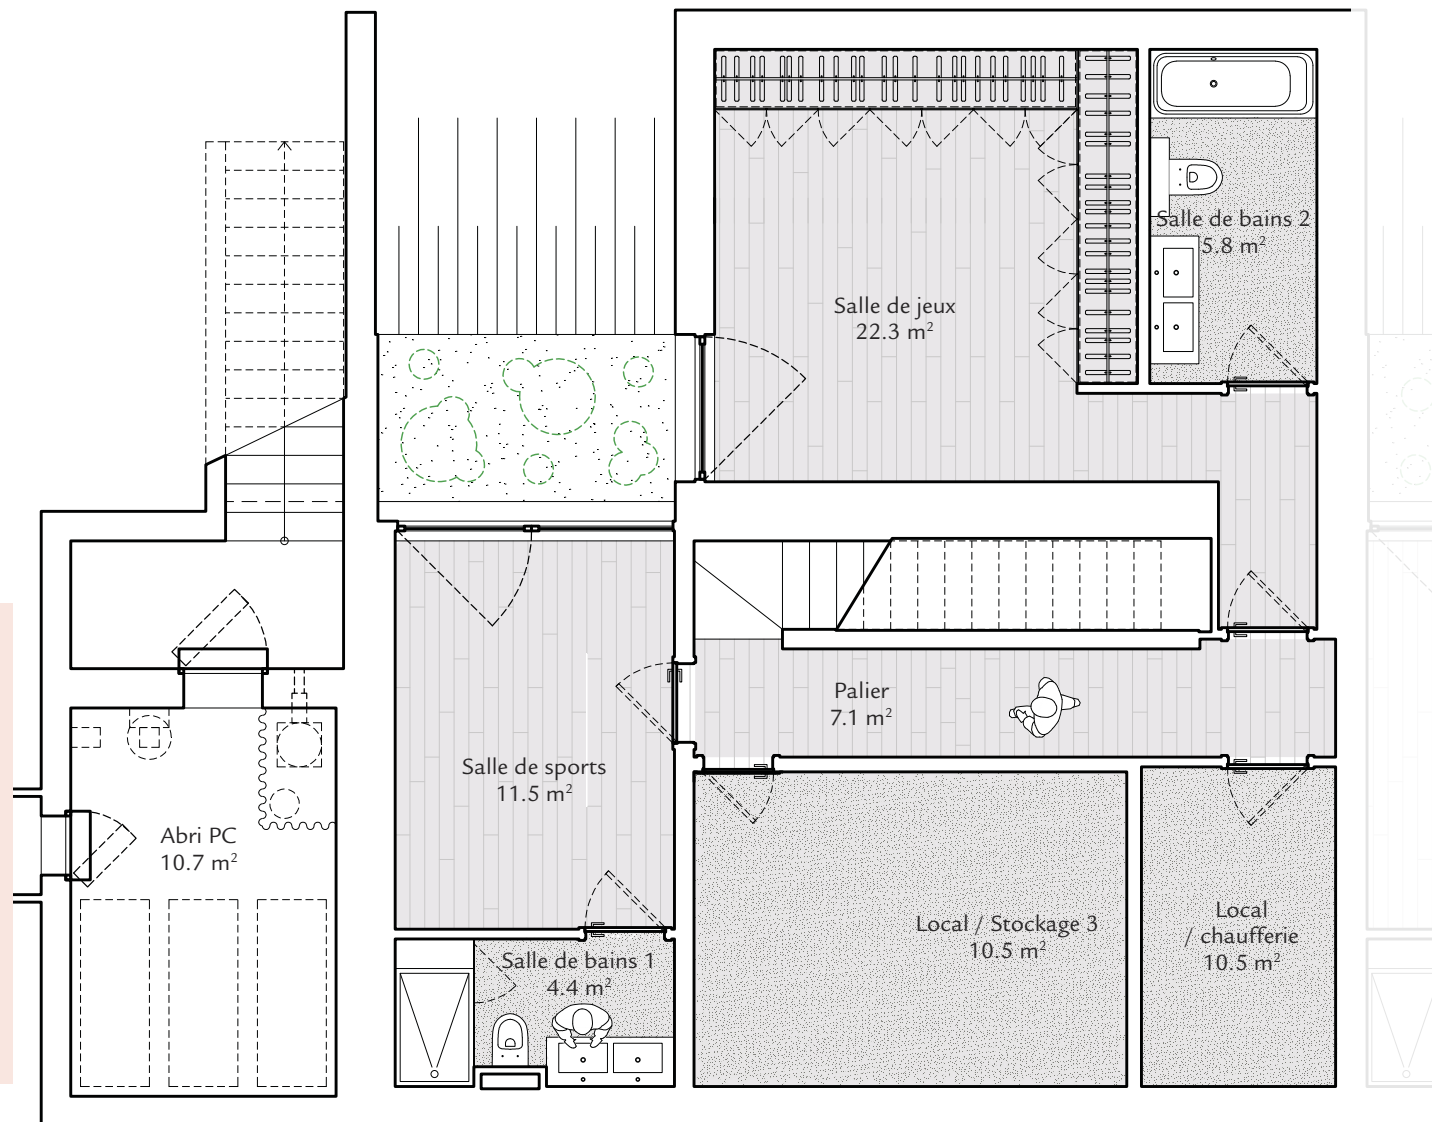 Salle de bains 2
5.8 m²
Salle de jeux
22.3 m²
Palier
7.1 m²
Salle de sports
11.5 m²
Abri PC
10.7 m²
Local / Stockage 3
10.5 m²
Local
/ chaufferie
10.5 m²
Salle de bains 1
4.4 m²